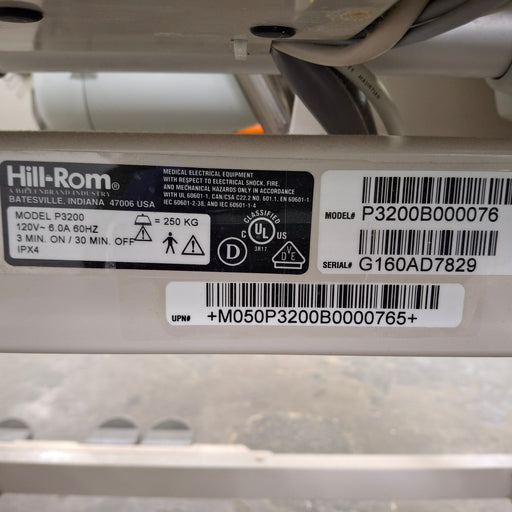 Hill-Rom®
A HILLENBRAND INDUSTRY
BATESVILLE, INDIANA 47006 USA
MODEL P3200
120V~ 6.0A 60HZ
3 MIN. ON / 30 MIN. OFF
IPX4
= 250 KG
MEDICAL ELECTRICAL EQUIPMENT
WITH RESPECT TO ELECTRICAL SHOCK, FIRE,
AND MECHANICAL HAZARDS ONLY IN ACCORDANCE
WITH UL 60601-1, CAN/CSA C22.2 NO. 601.1, EN 60601-1
IEC 60601-2-38, AND IEC 60601-1-4
CLASSIFIED
C UL US
3R17
D
DVE
MODEL# P3200B000076
SERIAL# G160AD7829
UPN# +M050P3200B0000765+